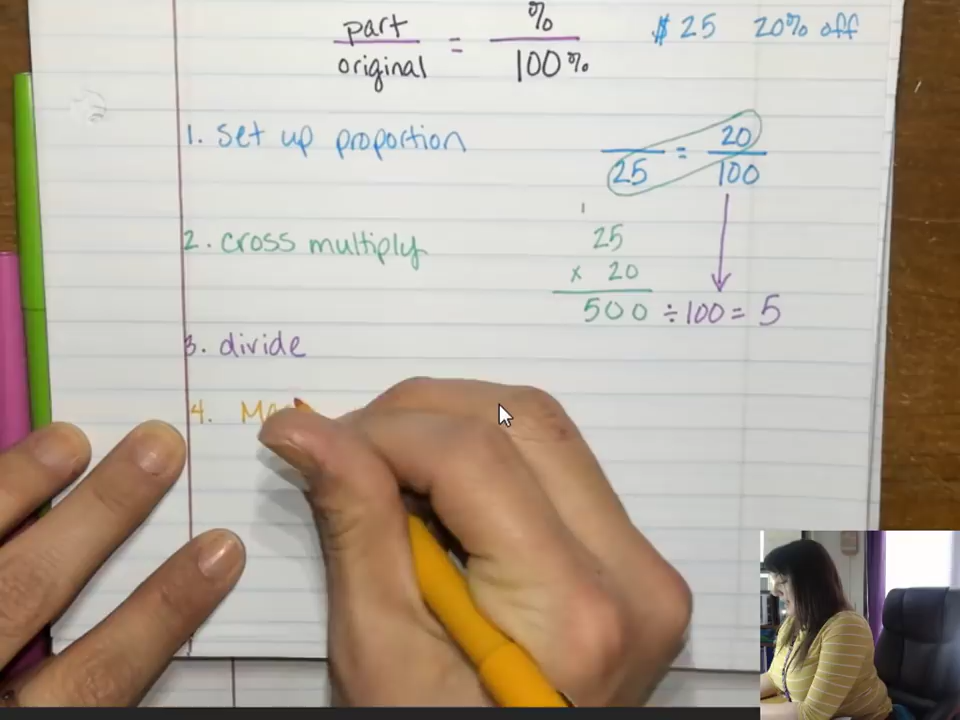 part
original
=
%
100%
$25 20% off
1. set up proportion
25
=
20
100
2. cross multiply
1
25
x 20
500 ÷ 100 = 5
3. divide
4.